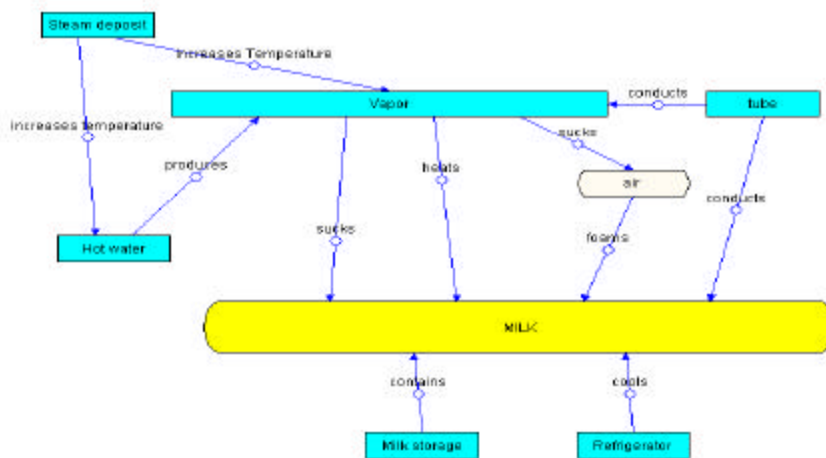 Steam deposit
Increases Temperature
Vapor
conducts
tube
increases temperature
sucks
produces
heats
air
conducts
Hot water
sucks
foams
MILK
contains
cools
Milk storage
Refrigerator